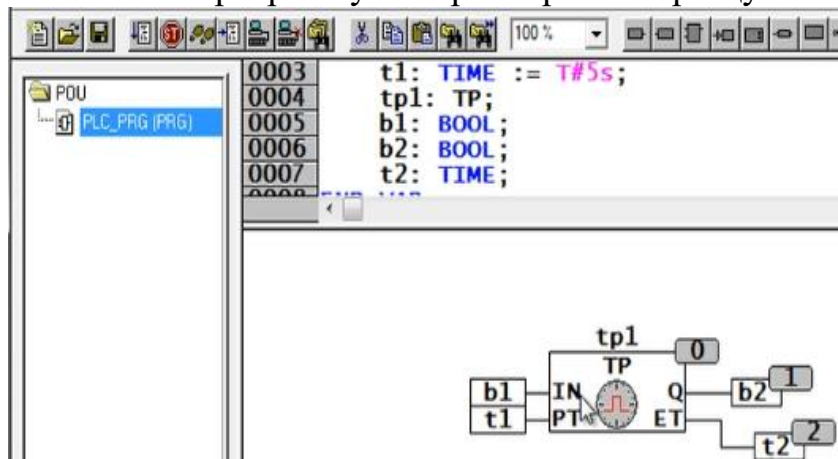 100 %
POU
PLC_PRG (PRG)
0003 t1: TIME := T#5s;
0004 tp1: TP;
0005 b1: BOOL;
0006 b2: BOOL;
0007 t2: TIME;
tp1
0
TP
b1 IN Q b2 1
t1 PT ET
t2 2